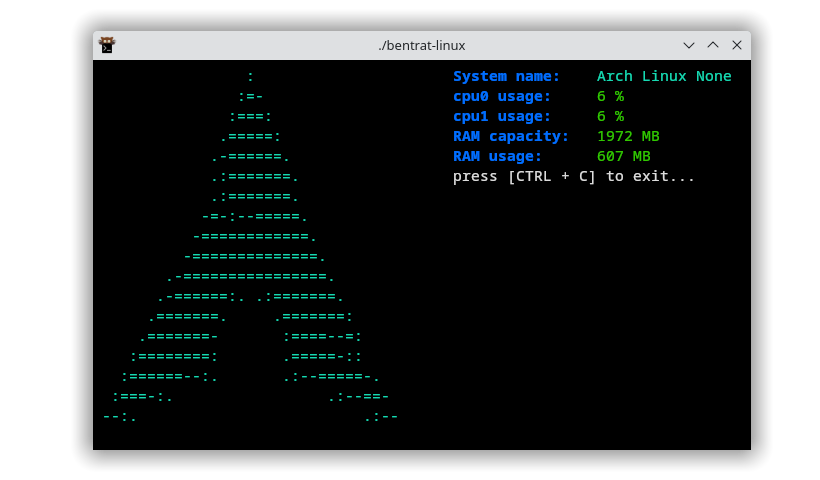 ./bentrat-linux
System name: Arch Linux None
cpu0 usage: 6 %
cpu1 usage: 6 %
RAM capacity: 1972 MB
RAM usage: 607 MB
press [CTRL + C] to exit...